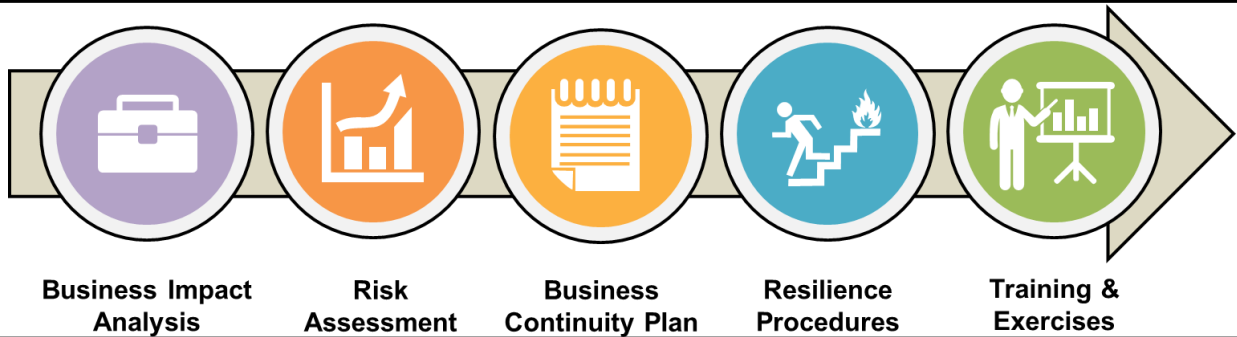 Business Impact
Analysis
Risk
Assessment
Business
Continuity Plan
Resilience
Procedures
Training &
Exercises